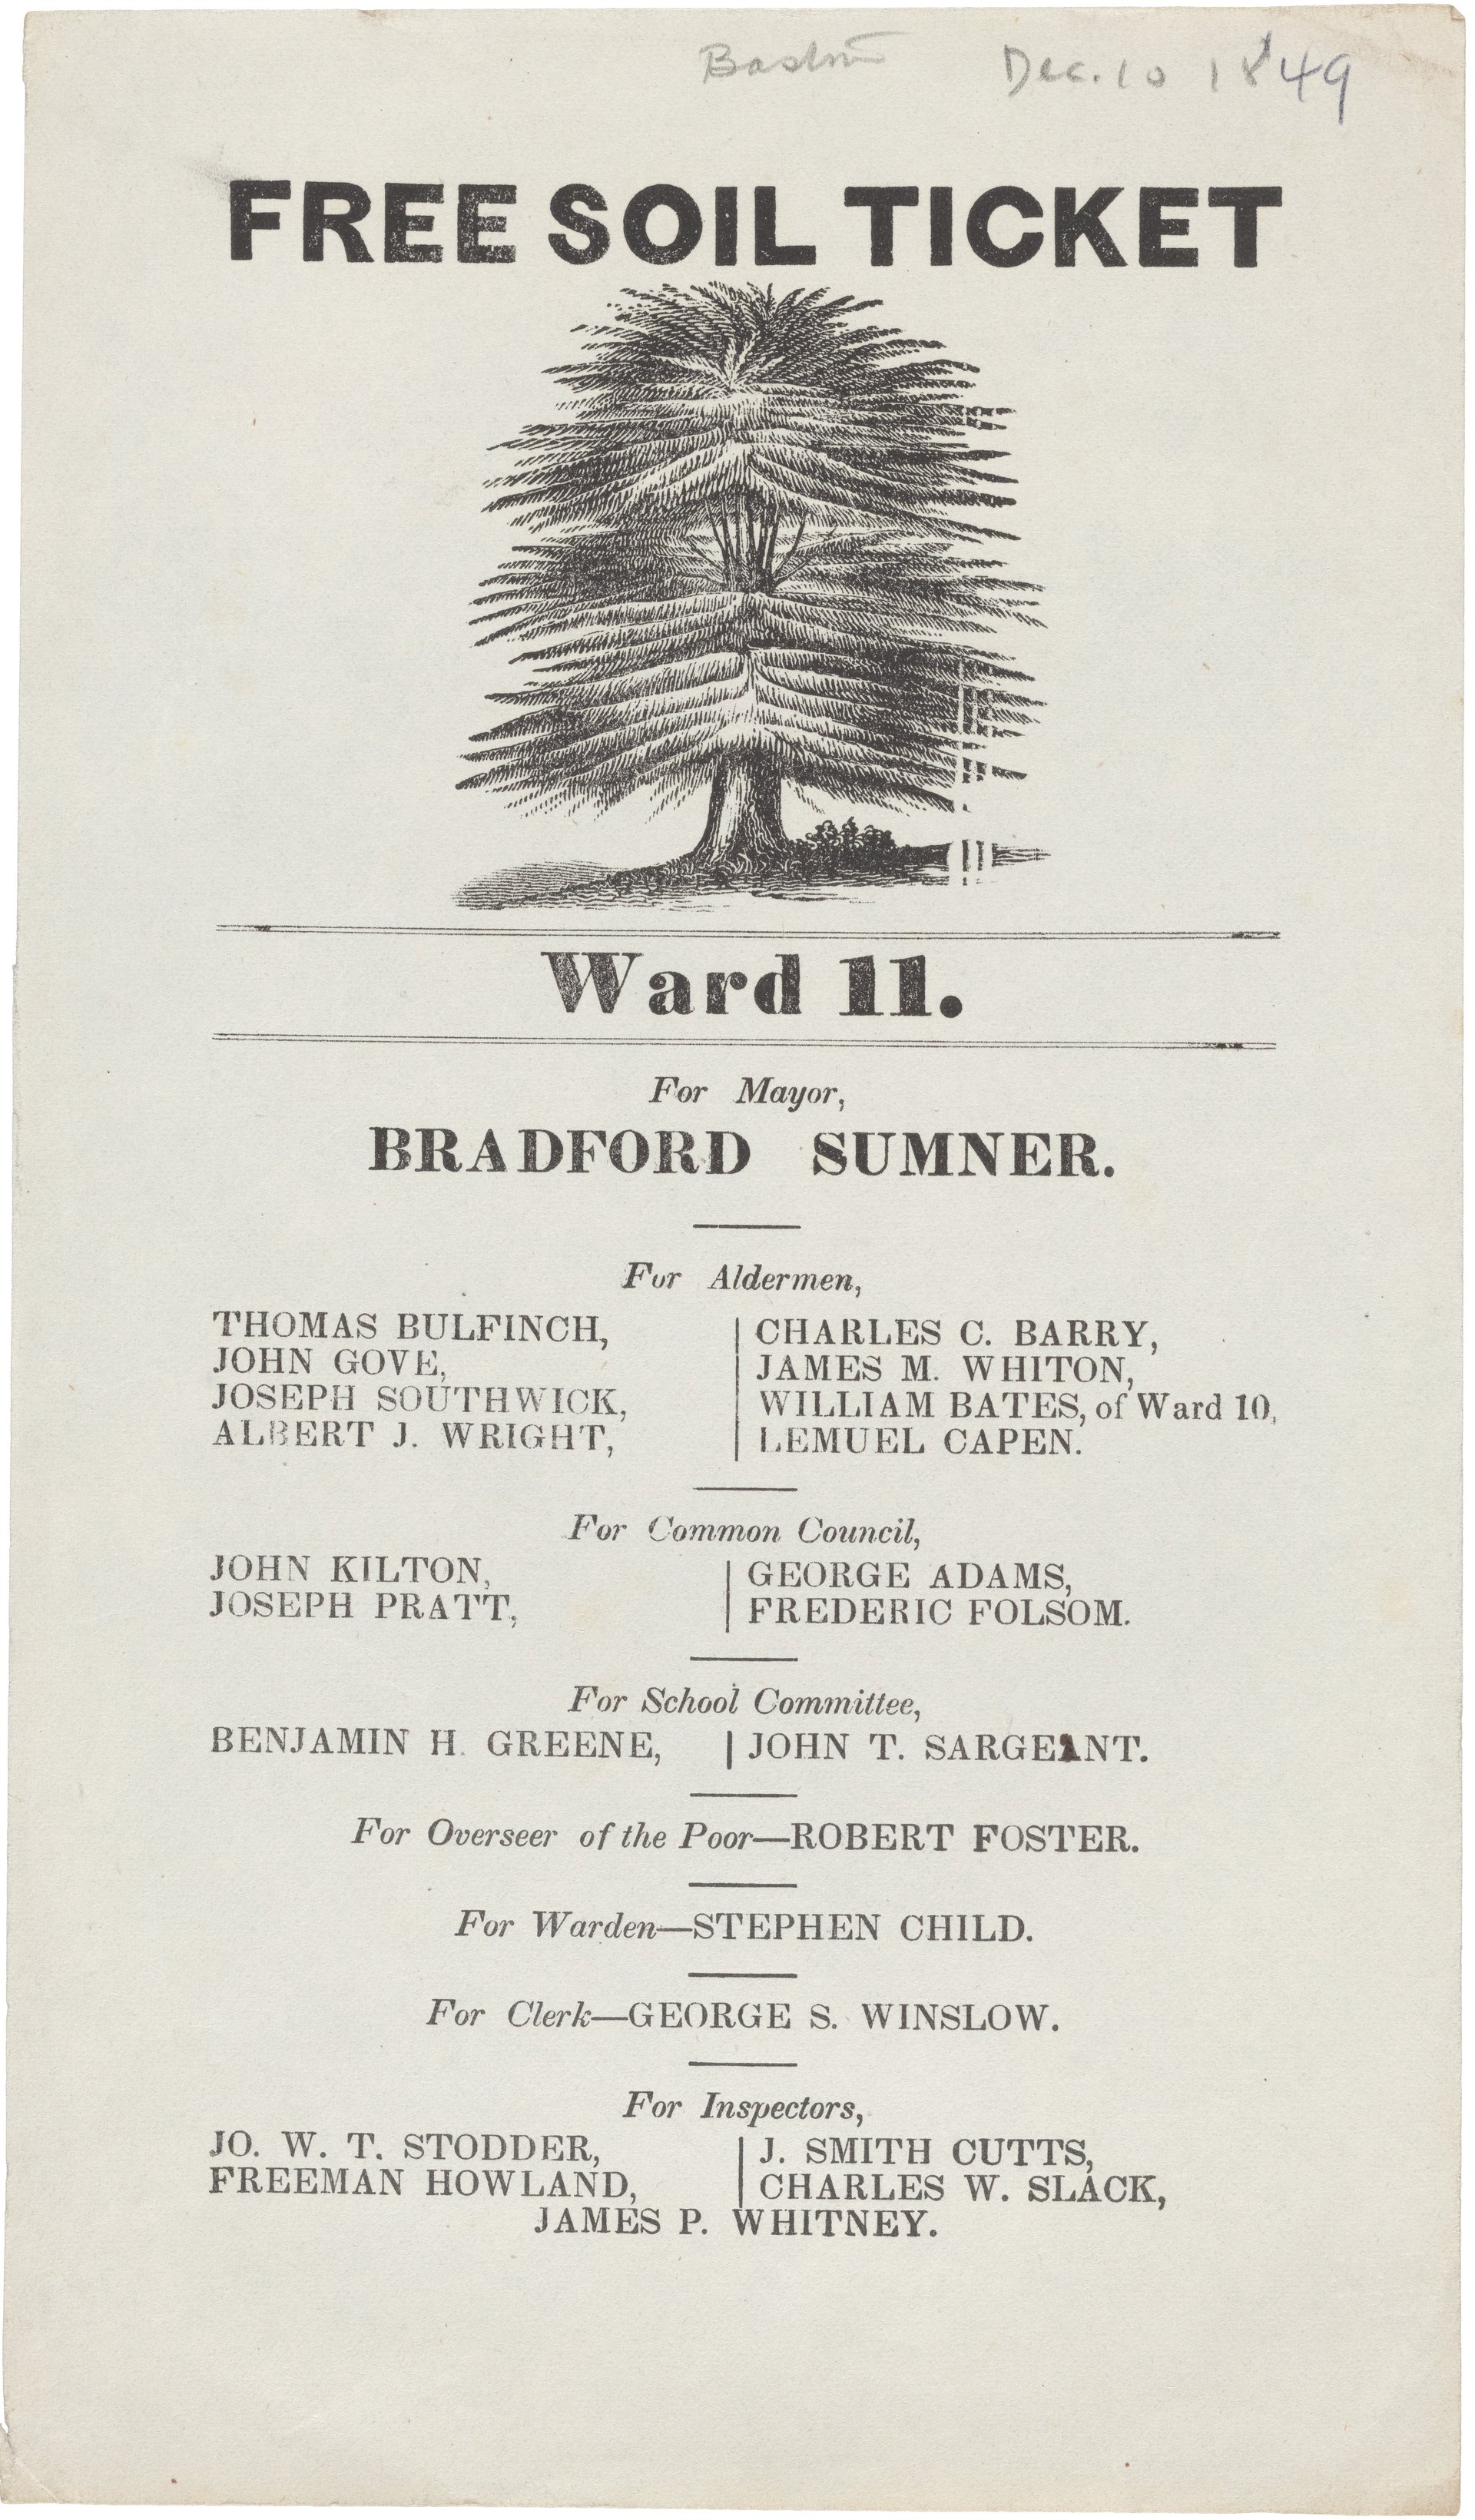 Boston Dec. 10 1849
FREE SOIL TICKET
Ward 11.
For Mayor,
BRADFORD SUMNER.
For Aldermen,
THOMAS BULFINCH,
JOHN GOVE,
JOSEPH SOUTHWICK,
ALBERT J. WRIGHT,
CHARLES C. BARRY,
JAMES M. WHITON,
WILLIAM BATES, of Ward 10,
LEMUEL CAPEN.
For Common Council,
JOHN KILTON,
JOSEPH PRATT,
GEORGE ADAMS,
FREDERIC FOLSOM.
For School Committee,
BENJAMIN H. GREENE,
JOHN T. SARGEANT.
For Overseer of the Poor—ROBERT FOSTER.
For Warden—STEPHEN CHILD.
For Clerk—GEORGE S. WINSLOW.
For Inspectors,
JO. W. T. STODDER,
FREEMAN HOWLAND,
J. SMITH CUTTS,
CHARLES W. SLACK,
JAMES P. WHITNEY.